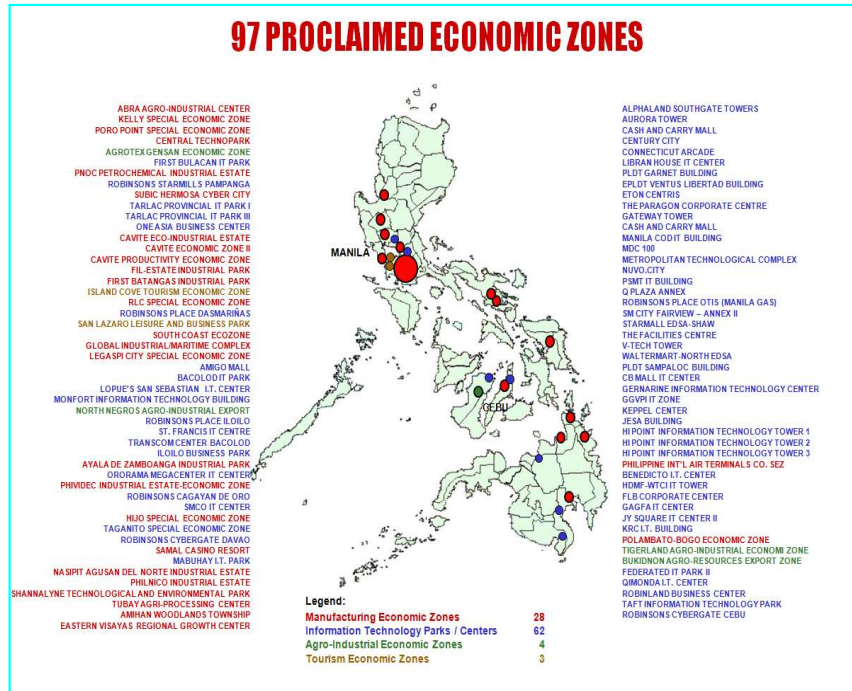 97 PROCLAIMED ECONOMIC ZONES
ABRA AGRO-INDUSTRIAL CENTER
KELLY SPECIAL ECONOMIC ZONE
PORO POINT SPECIAL ECONOMIC ZONE
CENTRAL TECHNOPARK
AGROTEX GENSAN ECONOMIC ZONE
FIRST BULACAN IT PARK
PNOC PETROCHEMICAL INDUSTRIAL ESTATE
ROBINSONS STARMILLS PAMPANGA
SUBIC HERMOSA CYBER CITY
TARLAC PROVINCIAL IT PARK I
TARLAC PROVINCIAL IT PARK III
ONE ASIA BUSINESS CENTER
CAVITE ECO-INDUSTRIAL ESTATE
CAVITE ECONOMIC ZONE II
CAVITE PRODUCTIVITY ECONOMIC ZONE
FIL-ESTATE INDUSTRIAL PARK
FIRST BATANGAS INDUSTRIAL PARK
ISLAND COVE TOURISM ECONOMIC ZONE
RLC SPECIAL ECONOMIC ZONE
ROBINSONS PLACE DASMARIÑAS
SAN LAZARO LEISURE AND BUSINESS PARK
SOUTH COAST ECOZONE
GLOBAL INDUSTRIAL/MARITIME COMPLEX
LEGASPI CITY SPECIAL ECONOMIC ZONE
AMIGO MALL
BACOLOD IT PARK
LOPUE'S SAN SEBASTIAN I.T. CENTER
MONFORT INFORMATION TECHNOLOGY BUILDING
NORTH NEGROS AGRO-INDUSTRIAL EXPORT
ROBINSONS PLACE ILOILO
ST. FRANCIS IT CENTRE
TRANSCOM CENTER BACOLOD
ILOILO BUSINESS PARK
AYALA DE ZAMBOANGA INDUSTRIAL PARK
ORORAMA MEGACENTER IT CENTER
PHIVIDEC INDUSTRIAL ESTATE-ECONOMIC ZONE
ROBINSONS CAGAYAN DE ORO
SMCO IT CENTER
HIJO SPECIAL ECONOMIC ZONE
TAGANITO SPECIAL ECONOMIC ZONE
ROBINSONS CYBERGATE DAVAO
SAMAL CASINO RESORT
MABUHAY I.T. PARK
NASIPIT AGUSAN DEL NORTE INDUSTRIAL ESTATE
PHILNICO INDUSTRIAL ESTATE
SHANNALYNE TECHNOLOGICAL AND ENVIRONMENTAL PARK
TUBAY AGRI-PROCESSING CENTER
AMIHAN WOODLANDS TOWNSHIP
EASTERN VISAYAS REGIONAL GROWTH CENTER
MANILA
CEBU
Legend:
Manufacturing Economic Zones 28
Information Technology Parks / Centers 62
Agro-Industrial Economic Zones 4
Tourism Economic Zones 3
ALPHALAND SOUTHGATE TOWERS
AURORA TOWER
CASH AND CARRY MALL
CENTURY CITY
CONNECTICUT ARCADE
LIBRAN HOUSE IT CENTER
PLDT GARNET BUILDING
EPLDT VENTUS LIBERTAD BUILDING
ETON CENTRIS
THE PARAGON CORPORATE CENTRE
GATEWAY TOWER
CASH AND CARRY MALL
MANILA COD IT BUILDING
MDC 100
METROPOLITAN TECHNOLOGICAL COMPLEX
NUVO.CITY
PSMT IT BUILDING
Q PLAZA ANNEX
ROBINSONS PLACE OTIS (MANILA GAS)
SM CITY FAIRVIEW – ANNEX II
STARMALL EDSA-SHAW
THE FACILITIES CENTRE
V-TECH TOWER
WALTERMART-NORTH EDSA
PLDT SAMPALOC BUILDING
CB MALL IT CENTER
GERNARINE INFORMATION TECHNOLOGY CENTER
GGVPI IT ZONE
KEPPEL CENTER
JESA BUILDING
HI POINT INFORMATION TECHNOLOGY TOWER 1
HI POINT INFORMATION TECHNOLOGY TOWER 2
HI POINT INFORMATION TECHNOLOGY TOWER 3
PHILIPPINE INT'L AIR TERMINALS CO. SEZ
BENEDICTO I.T. CENTER
HDMF-WTCI IT TOWER
FLB CORPORATE CENTER
GAGFA IT CENTER
JY SQUARE IT CENTER II
KRC I.T. BUILDING
POLAMBATO-BOGO ECONOMIC ZONE
TIGERLAND AGRO-INDUSTRIAL ECONOMI ZONE
BUKIDNON AGRO-RESOURCES EXPORT ZONE
FEDERATED IT PARK II
QIMONDA I.T. CENTER
ROBINLAND BUSINESS CENTER
TAFT INFORMATION TECHNOLOGY PARK
ROBINSONS CYBERGATE CEBU